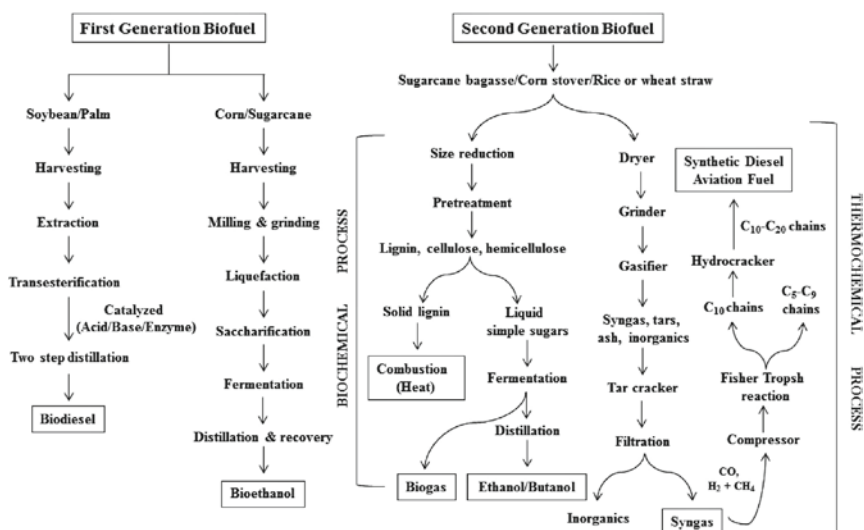 First Generation Biofuel
Soybean/Palm
Harvesting
Extraction
Transesterification
Catalyzed
(Acid/Base/Enzyme)
Two step distillation
Biodiesel
Corn/Sugarcane
Harvesting
Milling & grinding
Liquefaction
Saccharification
Fermentation
Distillation & recovery
Bioethanol
Second Generation Biofuel
Sugarcane bagasse/Corn stover/Rice or wheat straw
BIOCHEMICAL PROCESS
Size reduction
Pretreatment
Lignin, cellulose, hemicellulose
Solid lignin
Combustion
(Heat)
Liquid
simple sugars
Fermentation
Distillation
Biogas
Ethanol/Butanol
Dryer
Grinder
Gasifier
Syngas, tars,
ash, inorganics
Tar cracker
Filtration
Inorganics
Syngas
CO,
H₂ + CH₄
Compressor
Fisher Tropsh
reaction
C₁₀ chains
C₅-C₉
chains
Hydrocracker
C₁₀-C₂₀ chains
Synthetic Diesel
Aviation Fuel
THERMOCHEMICAL PROCESS